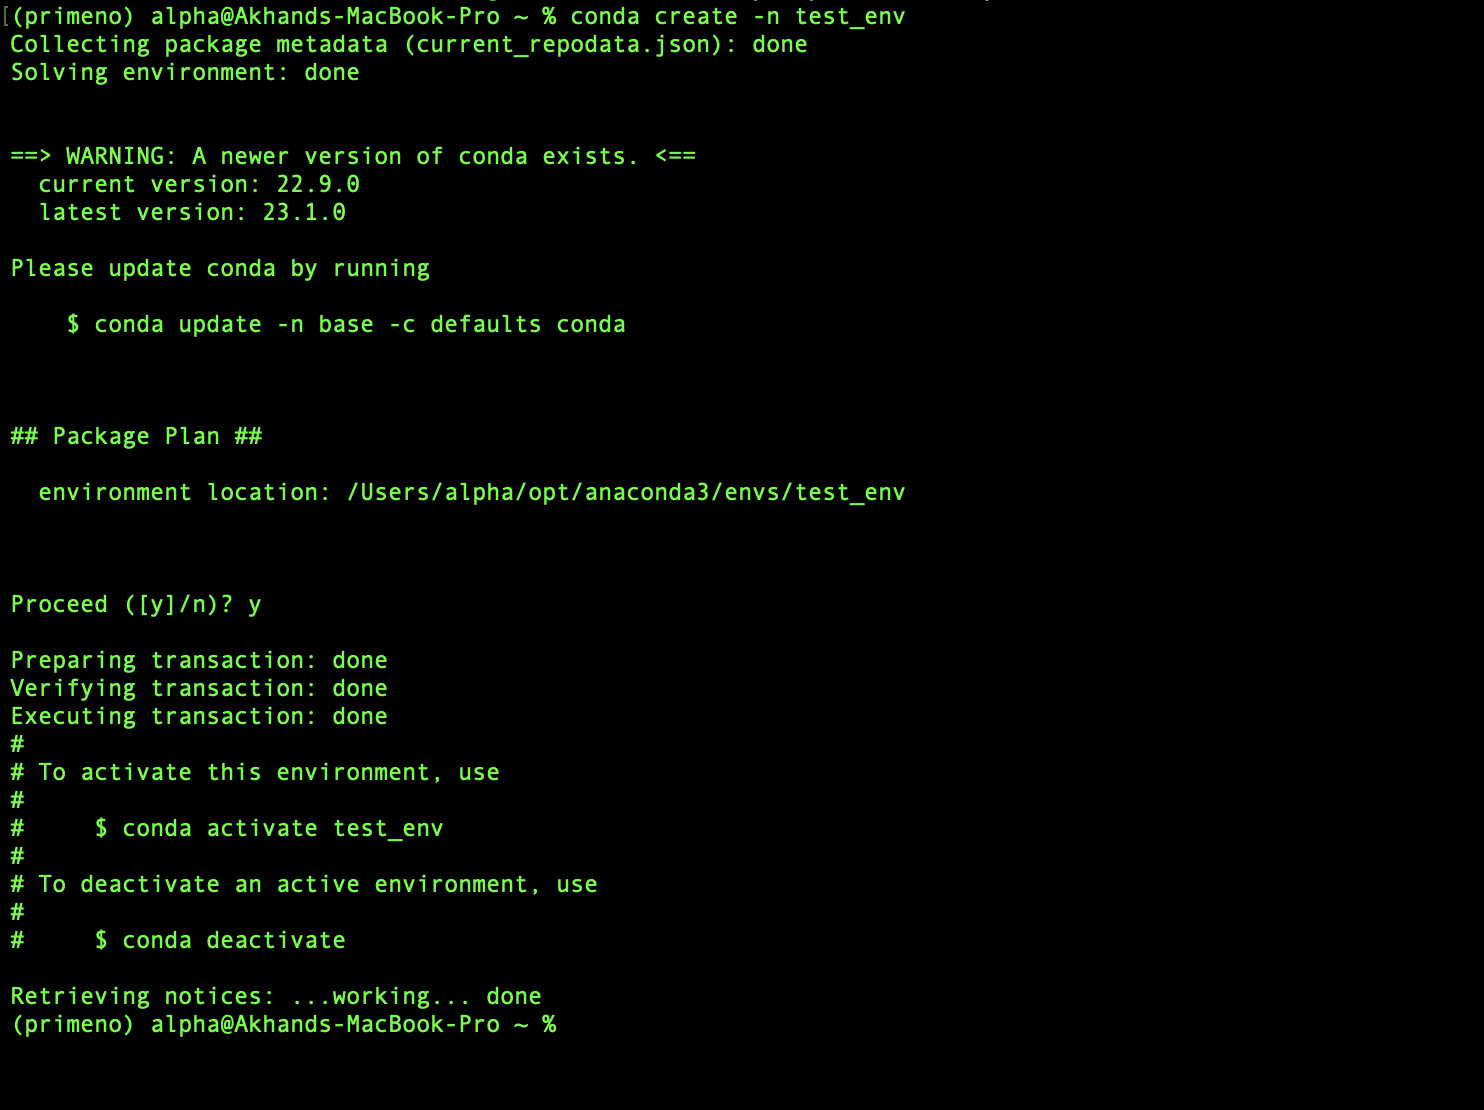 [(primeno) alpha@Akhands-MacBook-Pro ~ % conda create -n test_env
Collecting package metadata (current_repodata.json): done
Solving environment: done
==> WARNING: A newer version of conda exists. <==
current version: 22.9.0
latest version: 23.1.0
Please update conda by running
$ conda update -n base -c defaults conda
## Package Plan ##
environment location: /Users/alpha/opt/anaconda3/envs/test_env
Proceed ([y]/n)? y
Preparing transaction: done
Verifying transaction: done
Executing transaction: done
#
# To activate this environment, use
#
#     $ conda activate test_env
#
# To deactivate an active environment, use
#
#     $ conda deactivate
Retrieving notices: ...working... done
(primeno) alpha@Akhands-MacBook-Pro ~ %